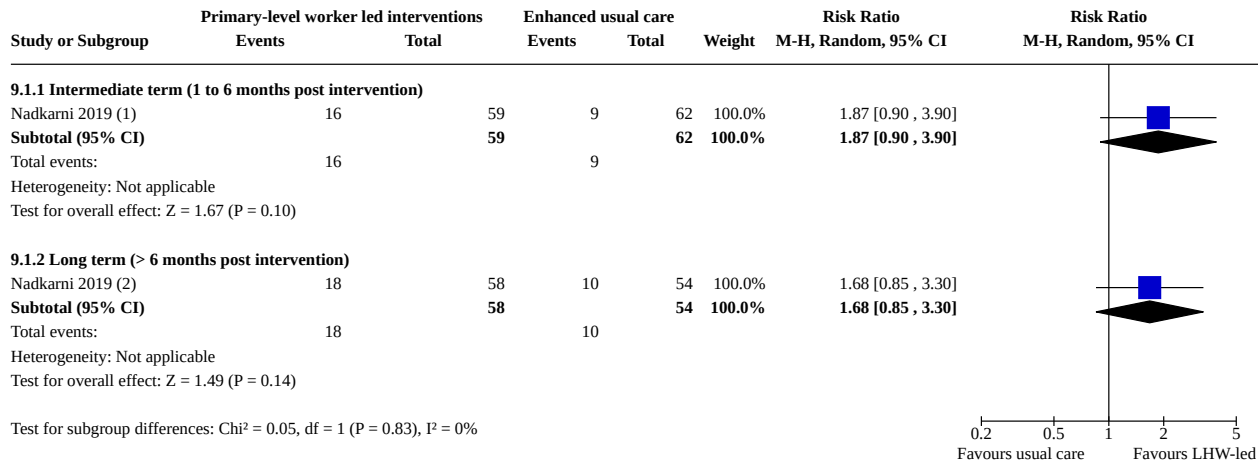 Primary-level worker led interventions Enhanced usual care Risk Ratio Risk Ratio
Study or Subgroup Events Total Events Total Weight M-H, Random, 95% CI M-H, Random, 95% CI
9.1.1 Intermediate term (1 to 6 months post intervention)
Nadkarni 2019 (1) 16 59 9 62 100.0% 1.87 [0.90 , 3.90]
Subtotal (95% CI) 59 62 100.0% 1.87 [0.90 , 3.90]
Total events: 16 9
Heterogeneity: Not applicable
Test for overall effect: Z = 1.67 (P = 0.10)
9.1.2 Long term (> 6 months post intervention)
Nadkarni 2019 (2) 18 58 10 54 100.0% 1.68 [0.85 , 3.30]
Subtotal (95% CI) 58 54 100.0% 1.68 [0.85 , 3.30]
Total events: 18 10
Heterogeneity: Not applicable
Test for overall effect: Z = 1.49 (P = 0.14)
Test for subgroup differences: Chi² = 0.05, df = 1 (P = 0.83), I² = 0%
0.2 0.5 1 2 5
Favours usual care Favours LHW-led